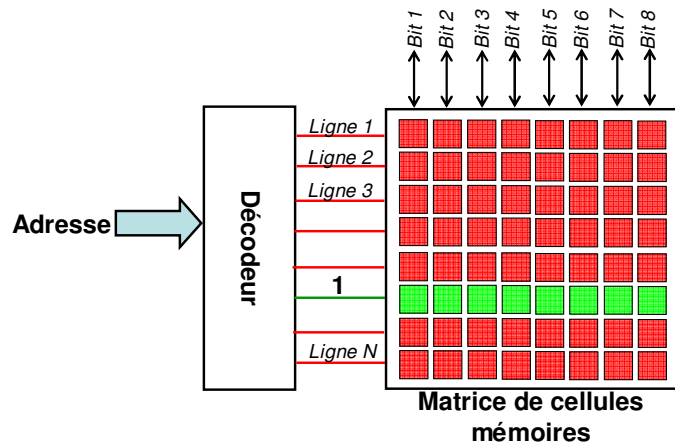 Bit 1
Bit 2
Bit 3
Bit 4
Bit 5
Bit 6
Bit 7
Bit 8
Ligne 1
Ligne 2
Ligne 3
Adresse
Décodeur
1
Ligne N
Matrice de cellules
mémoires